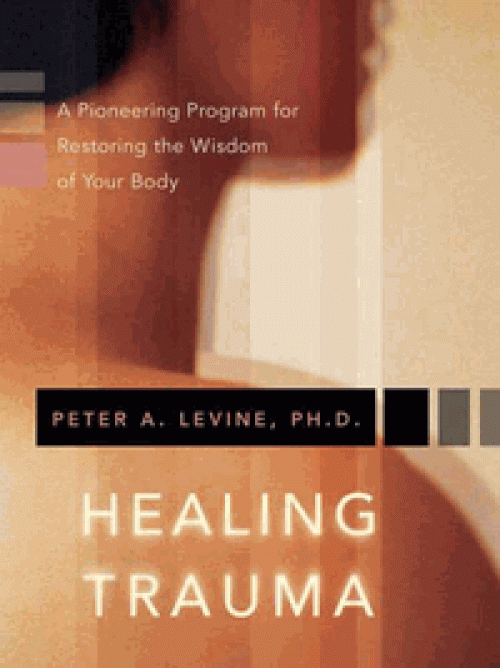 A Pioneering Program for
Restoring the Wisdom
of Your Body
PETER A. LEVINE, PH.D.
HEALING
TRAUMA